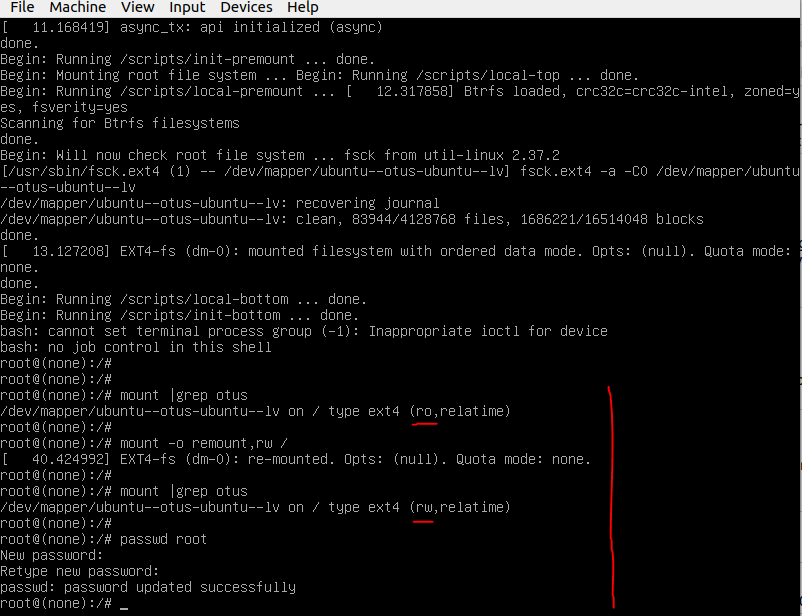 File Machine View Input Devices Help
[   11.168419] async_tx: api initialized (async)
done.
Begin: Running /scripts/init-premount ... done.
Begin: Mounting root file system ... Begin: Running /scripts/local-top ... done.
Begin: Running /scripts/local-premount ... [   12.317858] Btrfs loaded, crc32c=crc32c-intel, zoned=y
es, fsverity=yes
Scanning for Btrfs filesystems
done.
Begin: Will now check root file system ... fsck from util-linux 2.37.2
[/usr/sbin/fsck.ext4 (1) -- /dev/mapper/ubuntu--otus-ubuntu--lv] fsck.ext4 -a -C0 /dev/mapper/ubuntu
--otus-ubuntu--lv
/dev/mapper/ubuntu--otus-ubuntu--lv: recovering journal
/dev/mapper/ubuntu--otus-ubuntu--lv: clean, 83944/4128768 files, 1686221/16514048 blocks
done.
[   13.127208] EXT4-fs (dm-0): mounted filesystem with ordered data mode. Opts: (null). Quota mode:
none.
done.
Begin: Running /scripts/local-bottom ... done.
Begin: Running /scripts/init-bottom ... done.
bash: cannot set terminal process group (-1): Inappropriate ioctl for device
bash: no job control in this shell
root@(none):/#
root@(none):/#
root@(none):/# mount |grep otus
/dev/mapper/ubuntu--otus-ubuntu--lv on / type ext4 (ro,relatime)
root@(none):/#
root@(none):/# mount -o remount,rw /
[   40.424992] EXT4-fs (dm-0): re-mounted. Opts: (null). Quota mode: none.
root@(none):/#
root@(none):/# mount |grep otus
/dev/mapper/ubuntu--otus-ubuntu--lv on / type ext4 (rw,relatime)
root@(none):/#
root@(none):/# passwd root
New password:
Retype new password:
passwd: password updated successfully
root@(none):/# _